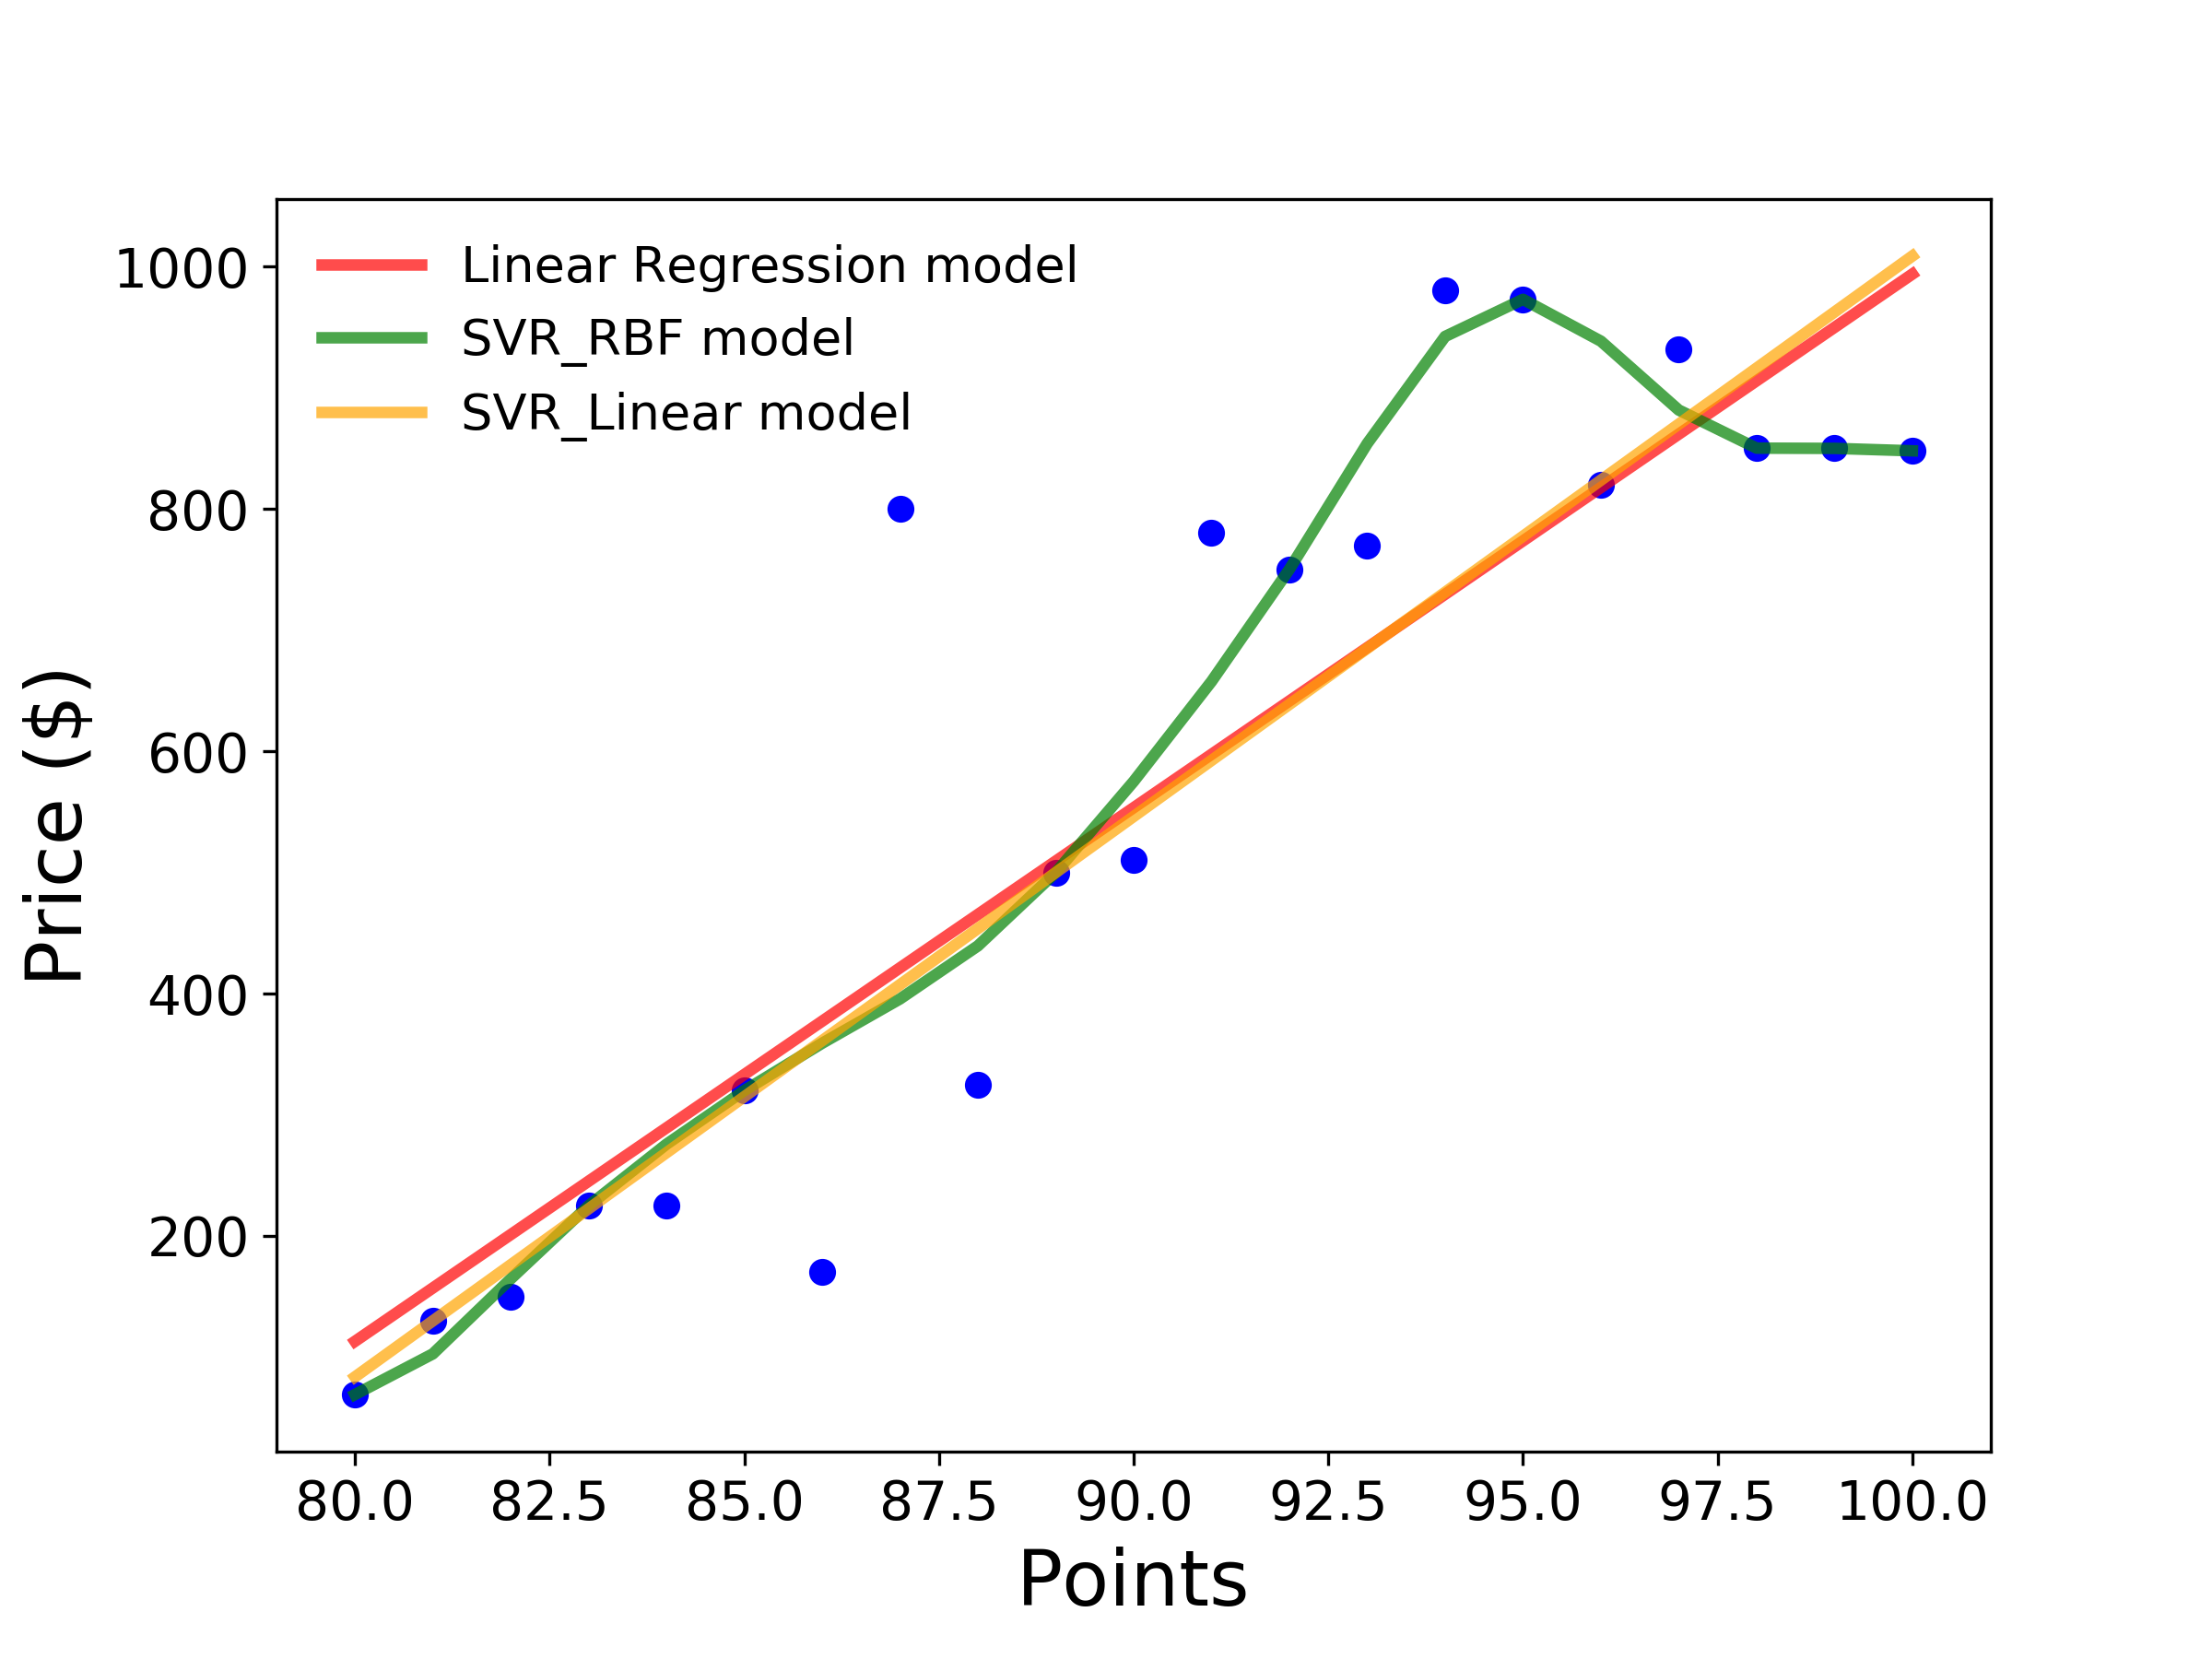 Linear Regression model
SVR_RBF model
SVR_Linear model
1000
800
600
400
200
Price ($)
80.0 82.5 85.0 87.5 90.0 92.5 95.0 97.5 100.0
Points